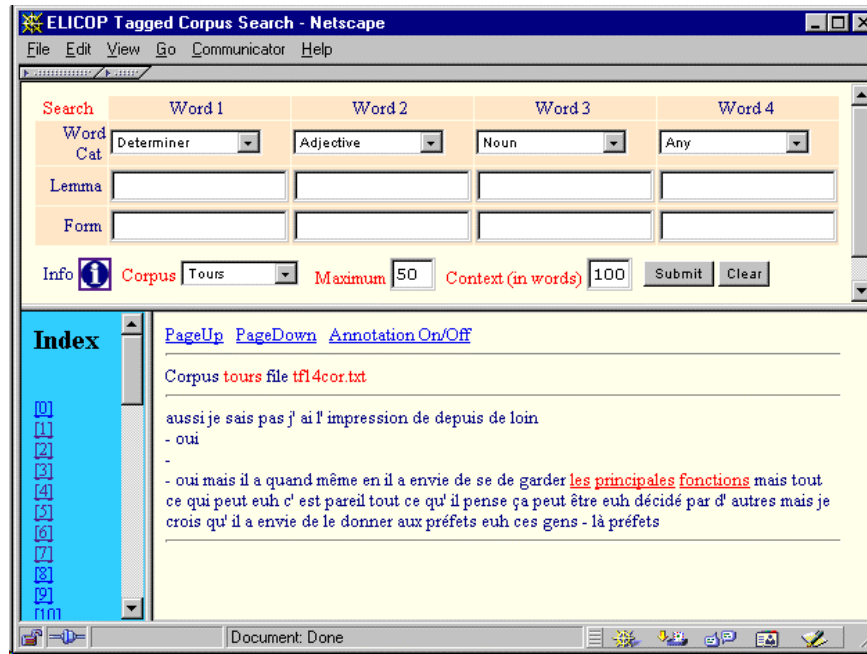 ELICOP Tagged Corpus Search - Netscape
File Edit View Go Communicator Help
Search Word 1 Word 2 Word 3 Word 4
Word Cat Determiner Adjective Noun Any
Lemma
Form
Info i Corpus Tours Maximum 50 Context (in words) 100 Submit Clear
Index
[0]
[1]
[2]
[3]
[4]
[5]
[6]
[7]
[8]
[9]
[10]
PageUp PageDown Annotation On/Off
Corpus tours file tf14cor.txt
aussi je sais pas j' ai l' impression de depuis de loin
- oui
-
- oui mais il a quand même en il a envie de se de garder les principales fonctions mais tout
ce qui peut euh c' est pareil tout ce qu' il pense ça peut être euh décidé par d' autres mais je
crois qu' il a envie de le donner aux préfets euh ces gens - là préfets
Document: Done